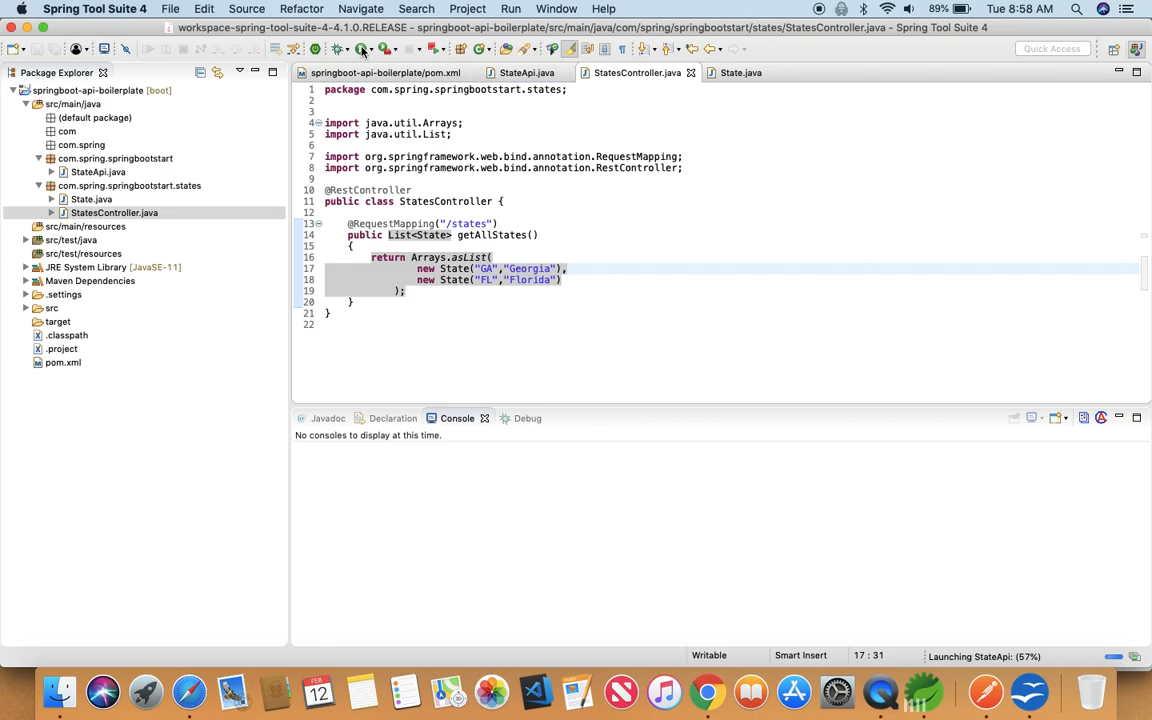 Spring Tool Suite 4 File Edit Source Refactor Navigate Search Project Run Window Help 89% Tue 8:58 AM
workspace-spring-tool-suite-4-4.1.0.RELEASE - springboot-api-boilerplate/src/main/java/com/spring/springbootstart/states/StatesController.java - Spring Tool Suite 4
Quick Access
Package Explorer
springboot-api-boilerplate/pom.xml StateApi.java StatesController.java State.java
springboot-api-boilerplate [boot]
src/main/java
(default package)
com
com.spring
com.spring.springbootstart
StateApi.java
com.spring.springbootstart.states
State.java
StatesController.java
src/main/resources
src/test/java
src/test/resources
JRE System Library [JavaSE-11]
Maven Dependencies
.settings
src
target
.classpath
.project
pom.xml
1 package com.spring.springbootstart.states;
2
3
4 import java.util.Arrays;
5 import java.util.List;
6
7 import org.springframework.web.bind.annotation.RequestMapping;
8 import org.springframework.web.bind.annotation.RestController;
9
10 @RestController
11 public class StatesController {
12
13 @RequestMapping("/states")
14 public List<State> getAllStates()
15 {
16 return Arrays.asList(
17 new State("GA","Georgia"),
18 new State("FL","Florida")
19 );
20 }
21 }
22
Javadoc Declaration Console Debug
No consoles to display at this time.
Writable Smart Insert 17 : 31 Launching StateApi: (57%)
FEB
12